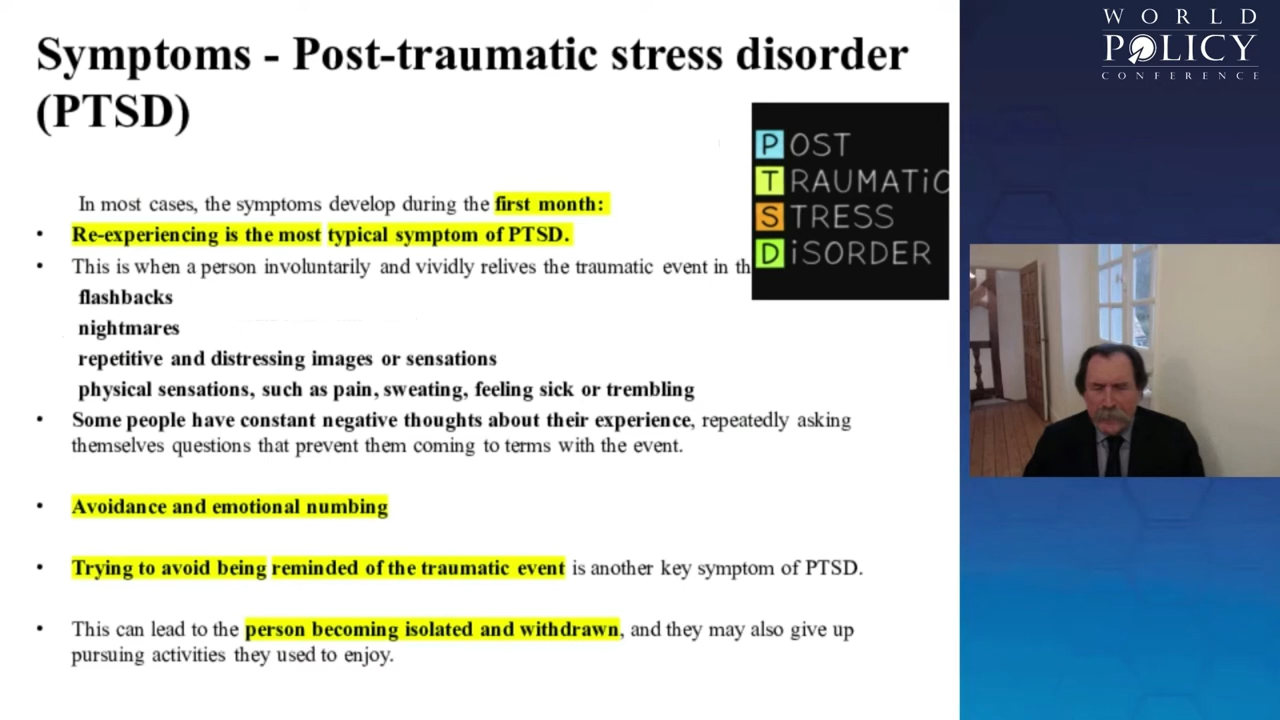 Symptoms - Post-traumatic stress disorder
(PTSD)
In most cases, the symptoms develop during the first month:
• Re-experiencing is the most typical symptom of PTSD.
• This is when a person involuntarily and vividly relives the traumatic event in th
flashbacks
nightmares
repetitive and distressing images or sensations
physical sensations, such as pain, sweating, feeling sick or trembling
• Some people have constant negative thoughts about their experience, repeatedly asking
themselves questions that prevent them coming to terms with the event.
• Avoidance and emotional numbing
• Trying to avoid being reminded of the traumatic event is another key symptom of PTSD.
• This can lead to the person becoming isolated and withdrawn, and they may also give up
pursuing activities they used to enjoy.
POST
TRAUMATiC
STRESS
DiSORDER
WORLD
POLICY
CONFERENCE